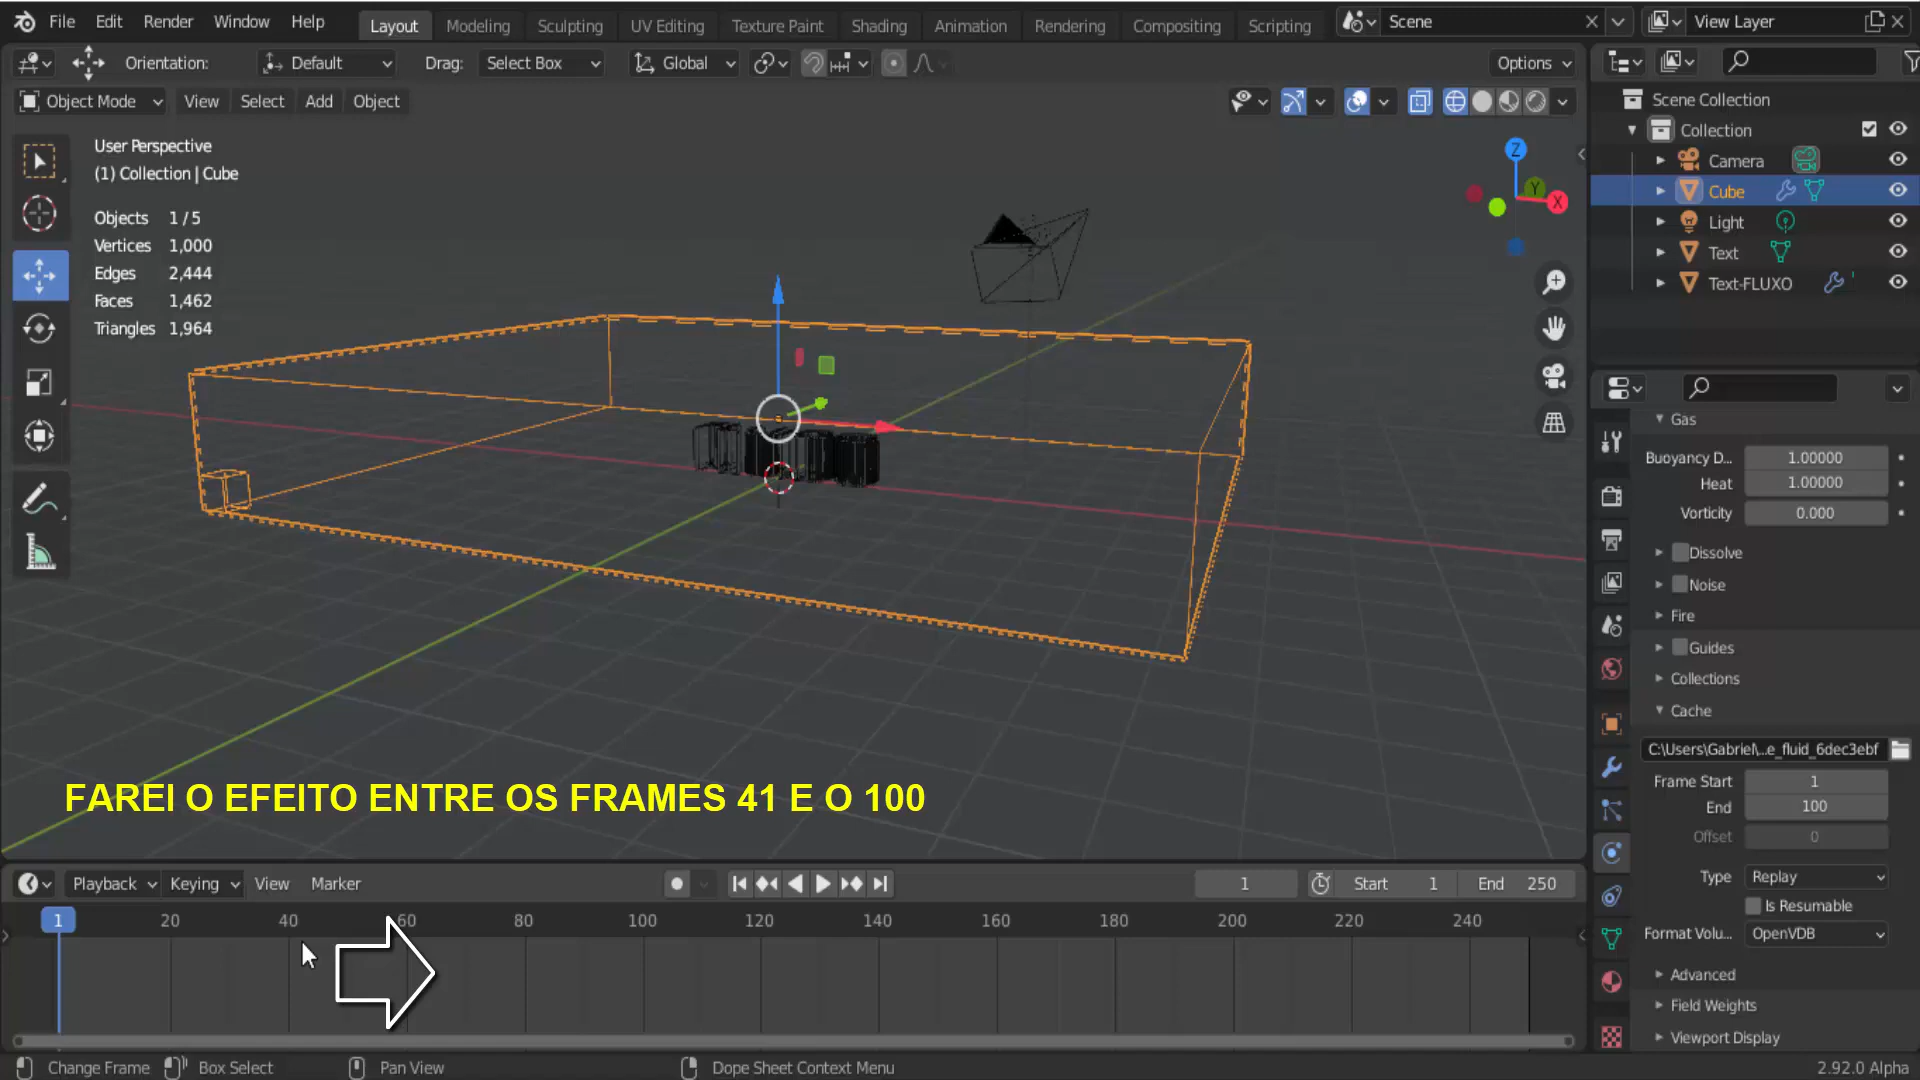 File Edit Render Window Help Layout Modeling Sculpting UV Editing Texture Paint Shading Animation Rendering Compositing Scripting Scene View Layer
Orientation: Default Drag: Select Box Global Options
Object Mode View Select Add Object
User Perspective
(1) Collection | Cube
Objects 1 / 5
Vertices 1,000
Edges 2,444
Faces 1,462
Triangles 1,964
Z
Y
X
Scene Collection
Collection
Camera
Cube
Light
Text
Text-FLUXO
Gas
Buoyancy D... 1.00000
Heat 1.00000
Vorticity 0.000
Dissolve
Noise
Fire
Guides
Collections
Cache
C:\Users\Gabriel\...e_fluid_6dec3ebf
Frame Start 1
End 100
Offset 0
Type Replay
Is Resumable
Format Volu... OpenVDB
Advanced
Field Weights
Viewport Display
FAREI O EFEITO ENTRE OS FRAMES 41 E O 100
Playback Keying View Marker 1 Start 1 End 250
1 20 40 60 80 100 120 140 160 180 200 220 240
Change Frame Box Select Pan View Dope Sheet Context Menu 2.92.0 Alpha